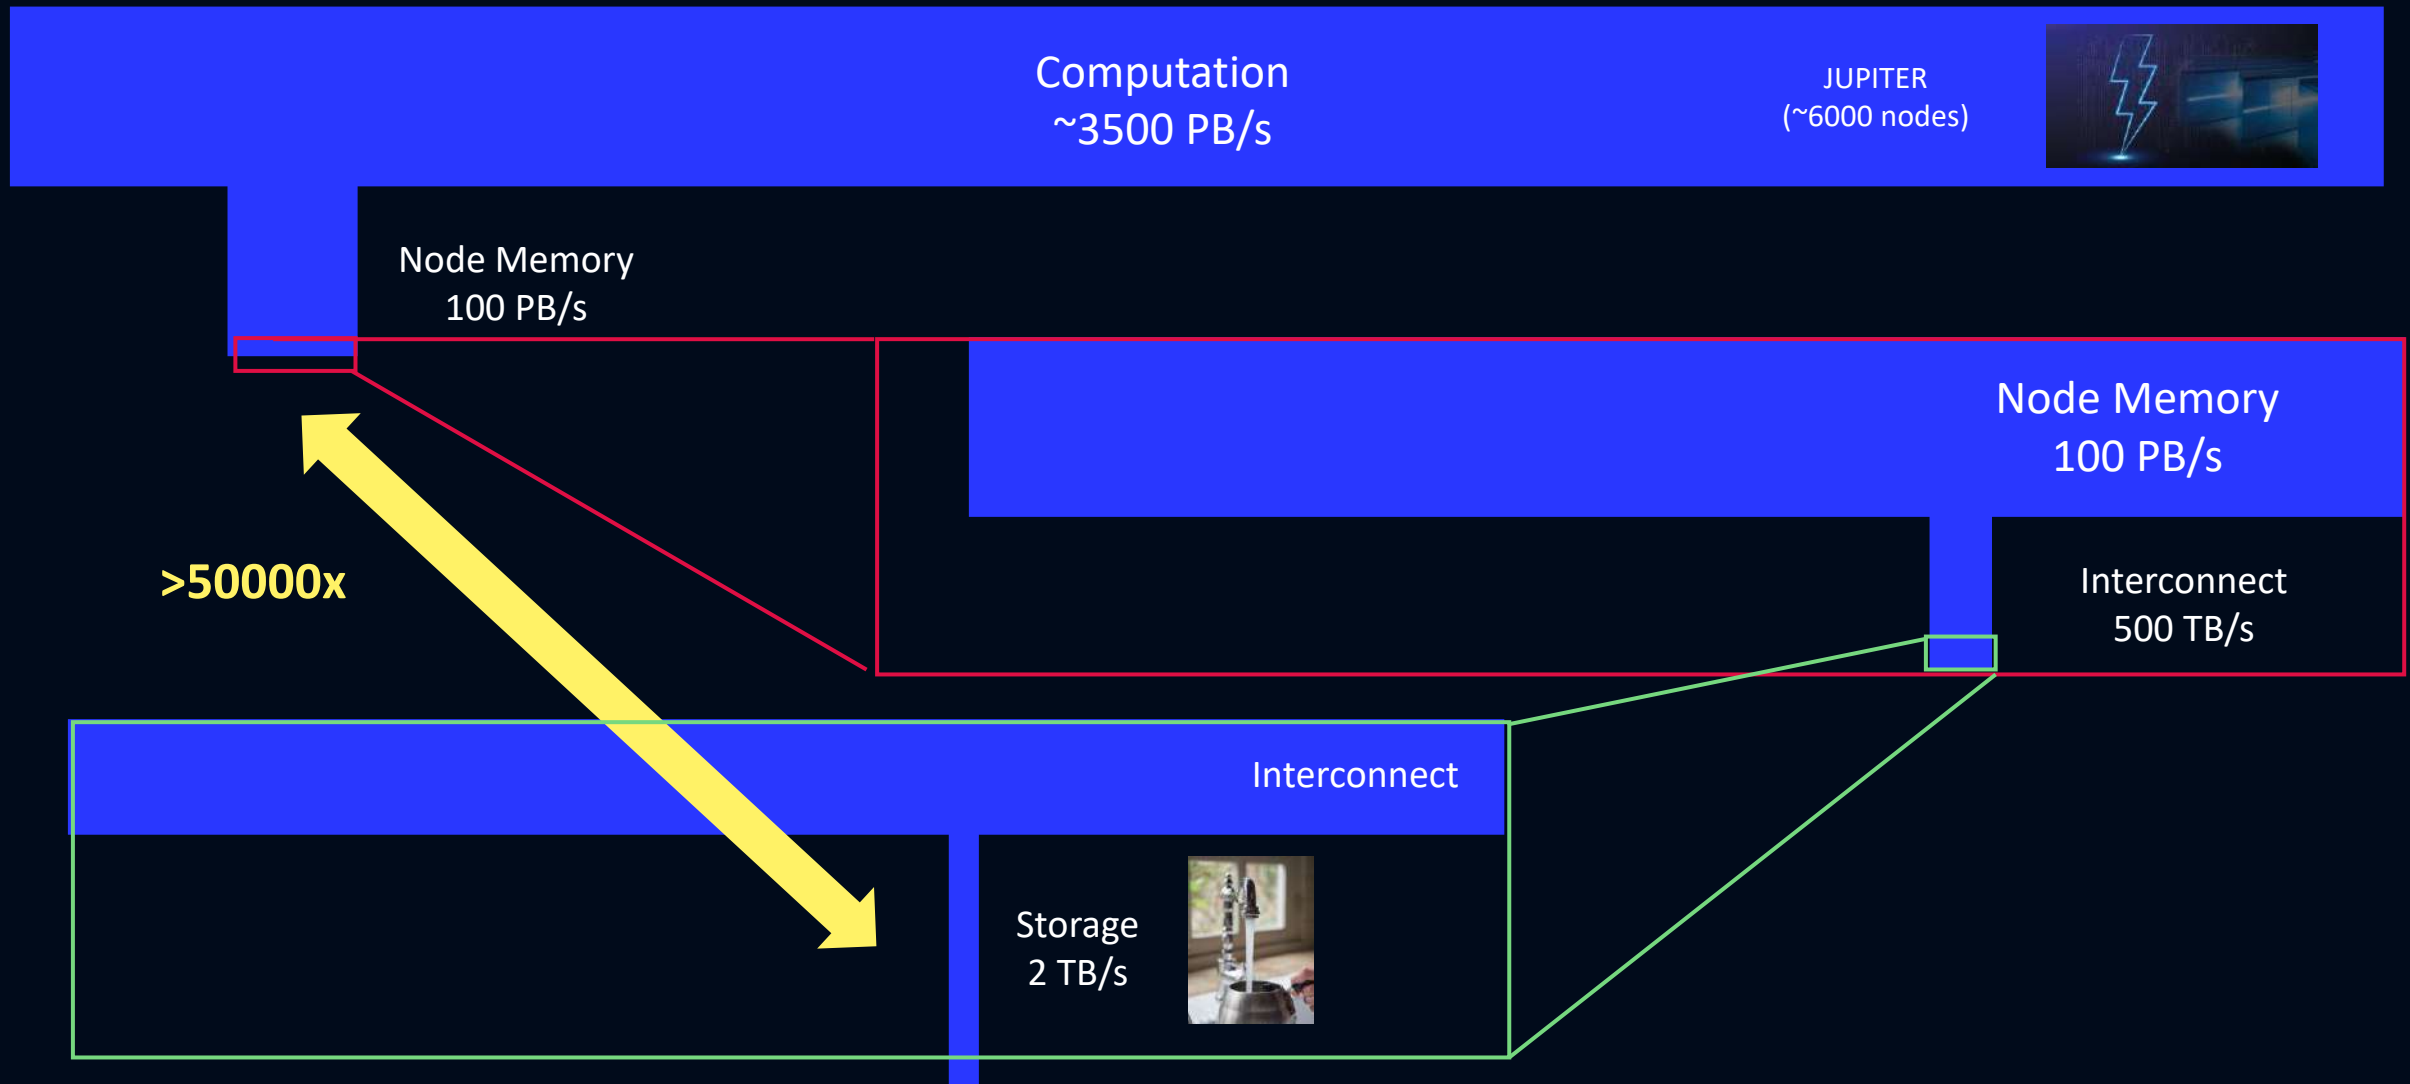 Computation
~3500 PB/s
JUPITER
(~6000 nodes)
Node Memory
100 PB/s
Node Memory
100 PB/s
>50000x
Interconnect
500 TB/s
Interconnect
Storage
2 TB/s